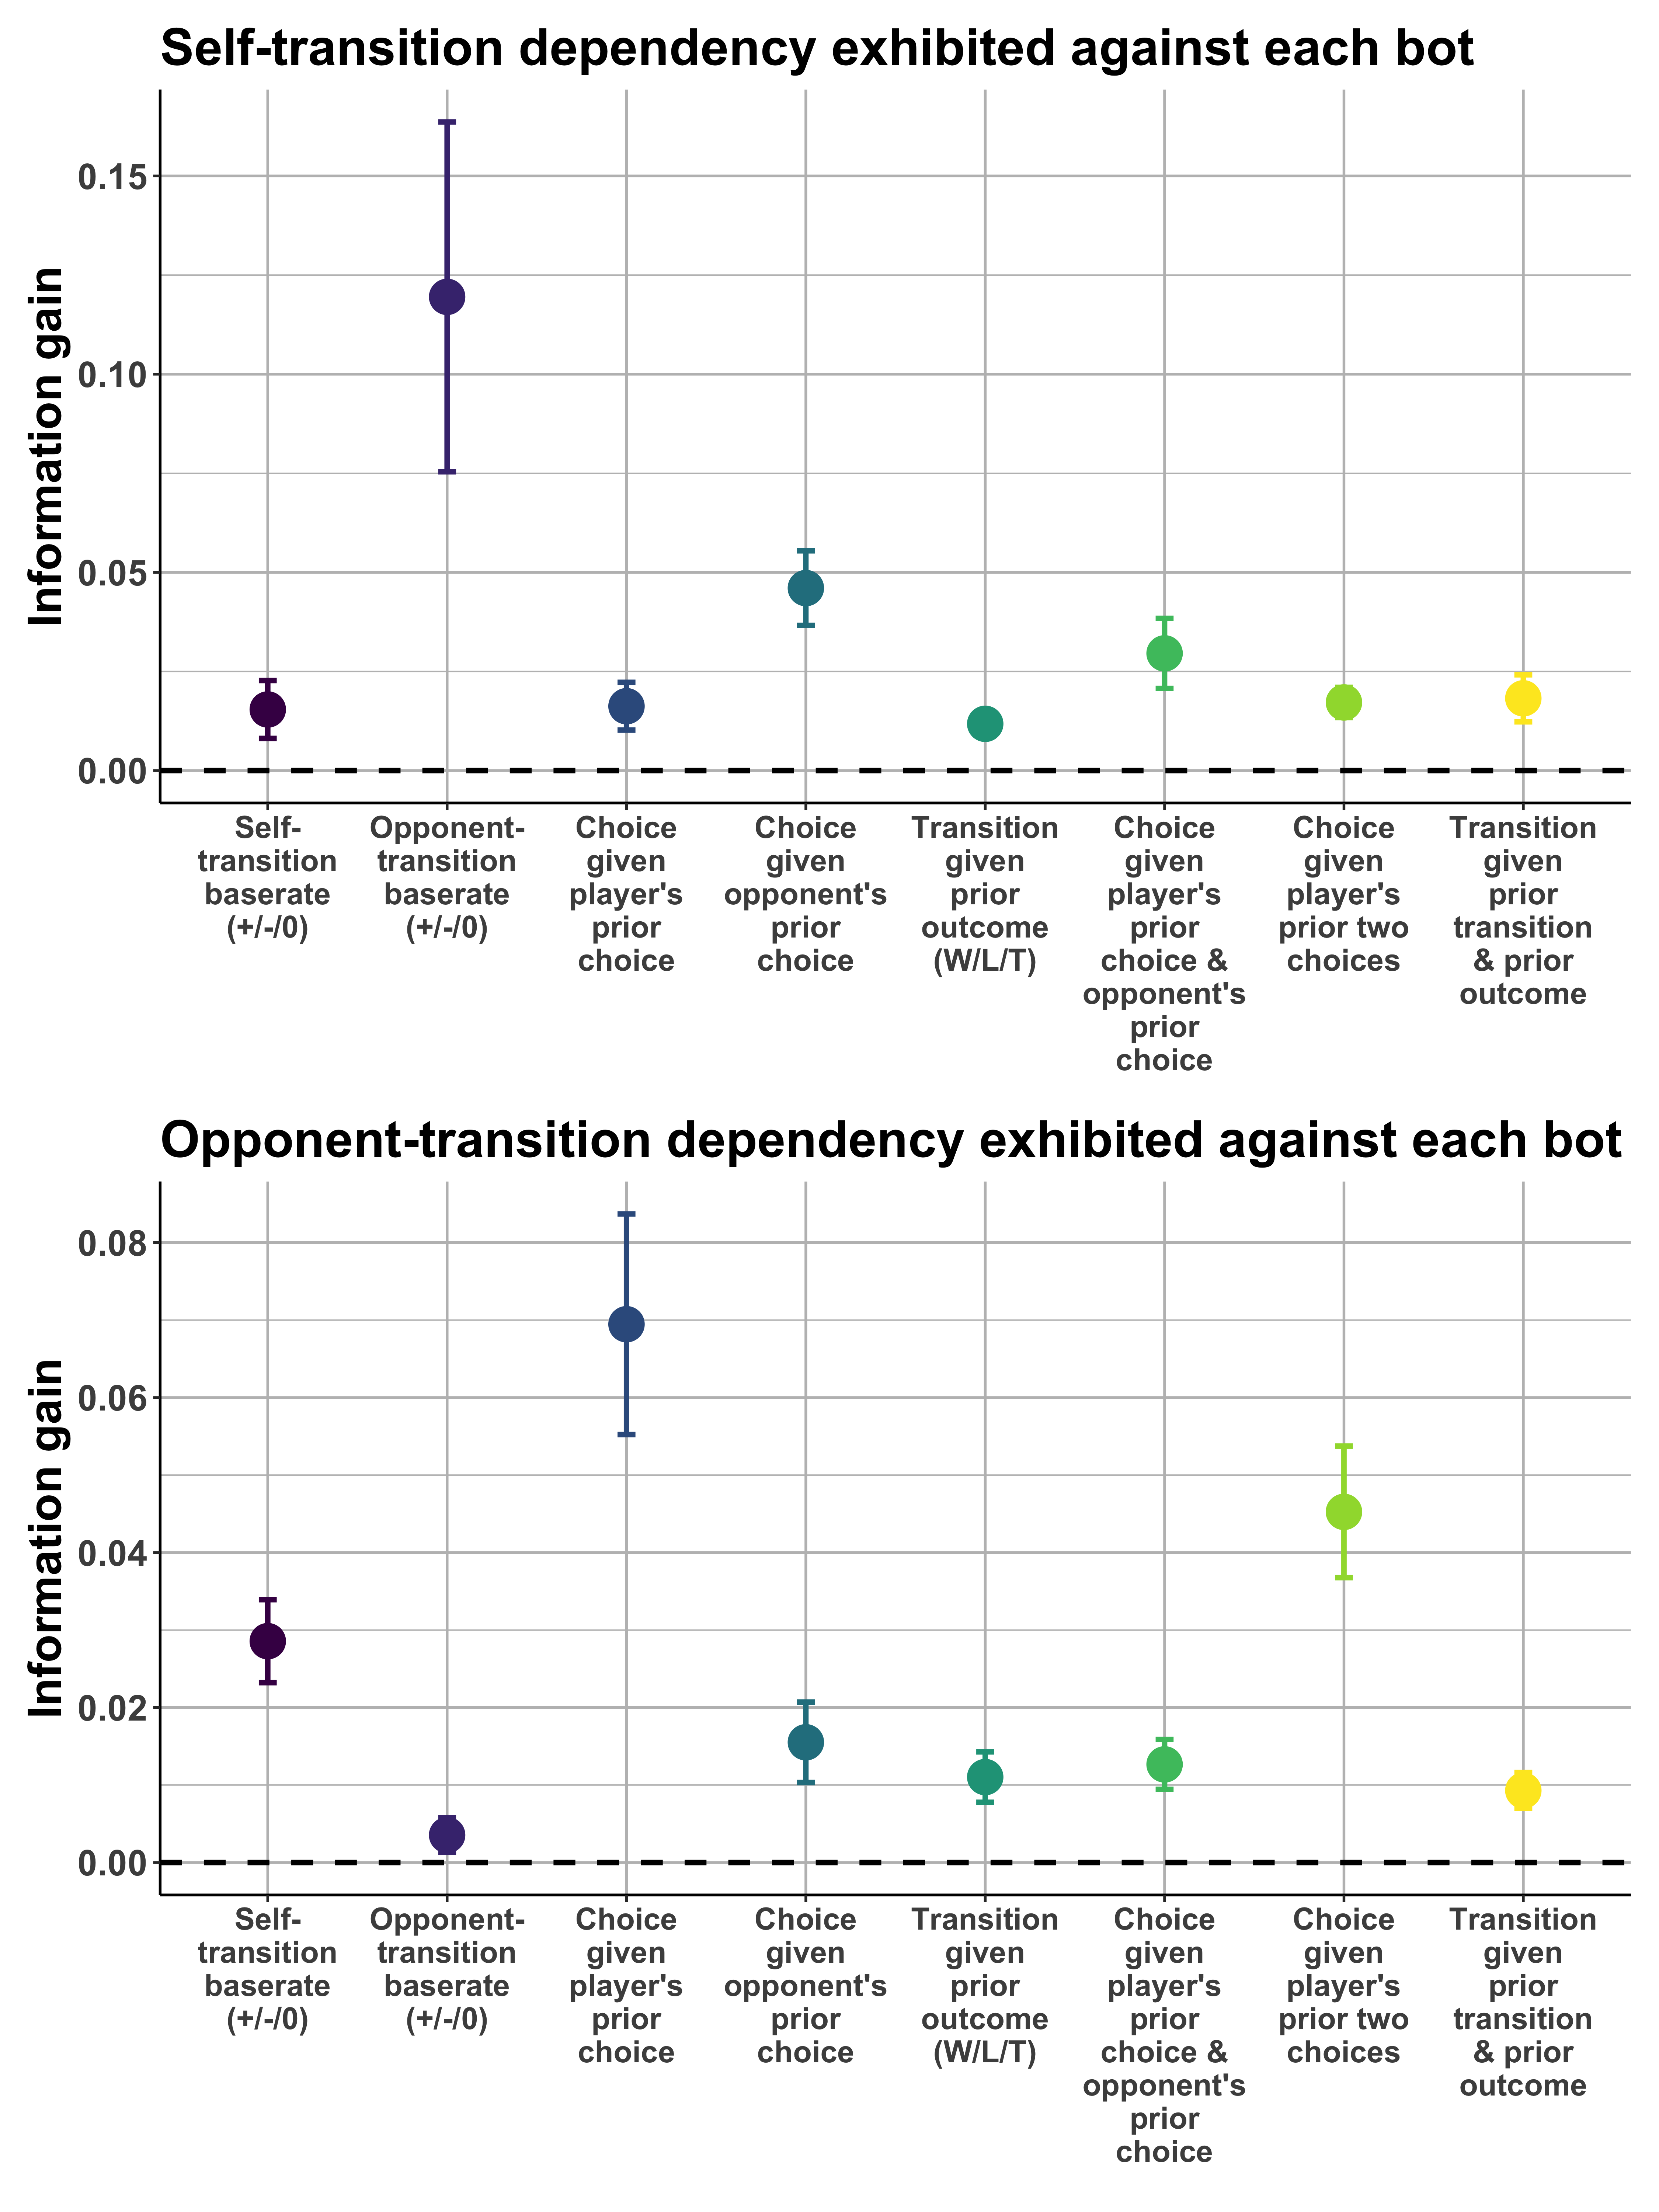 Self-transition dependency exhibited against each bot
Information gain
0.15
0.10
0.05
0.00
Self-
transition
baserate
(+/-/0)
Opponent-
transition
baserate
(+/-/0)
Choice
given
player's
prior
choice
Choice
given
opponent's
prior
choice
Transition
given
prior
outcome
(W/L/T)
Choice
given
player's
prior
choice &
opponent's
prior
choice
Choice
given
player's
prior two
choices
Transition
given
prior
transition
& prior
outcome
Opponent-transition dependency exhibited against each bot
Information gain
0.08
0.06
0.04
0.02
0.00
Self-
transition
baserate
(+/-/0)
Opponent-
transition
baserate
(+/-/0)
Choice
given
player's
prior
choice
Choice
given
opponent's
prior
choice
Transition
given
prior
outcome
(W/L/T)
Choice
given
player's
prior
choice &
opponent's
prior
choice
Choice
given
player's
prior two
choices
Transition
given
prior
transition
& prior
outcome